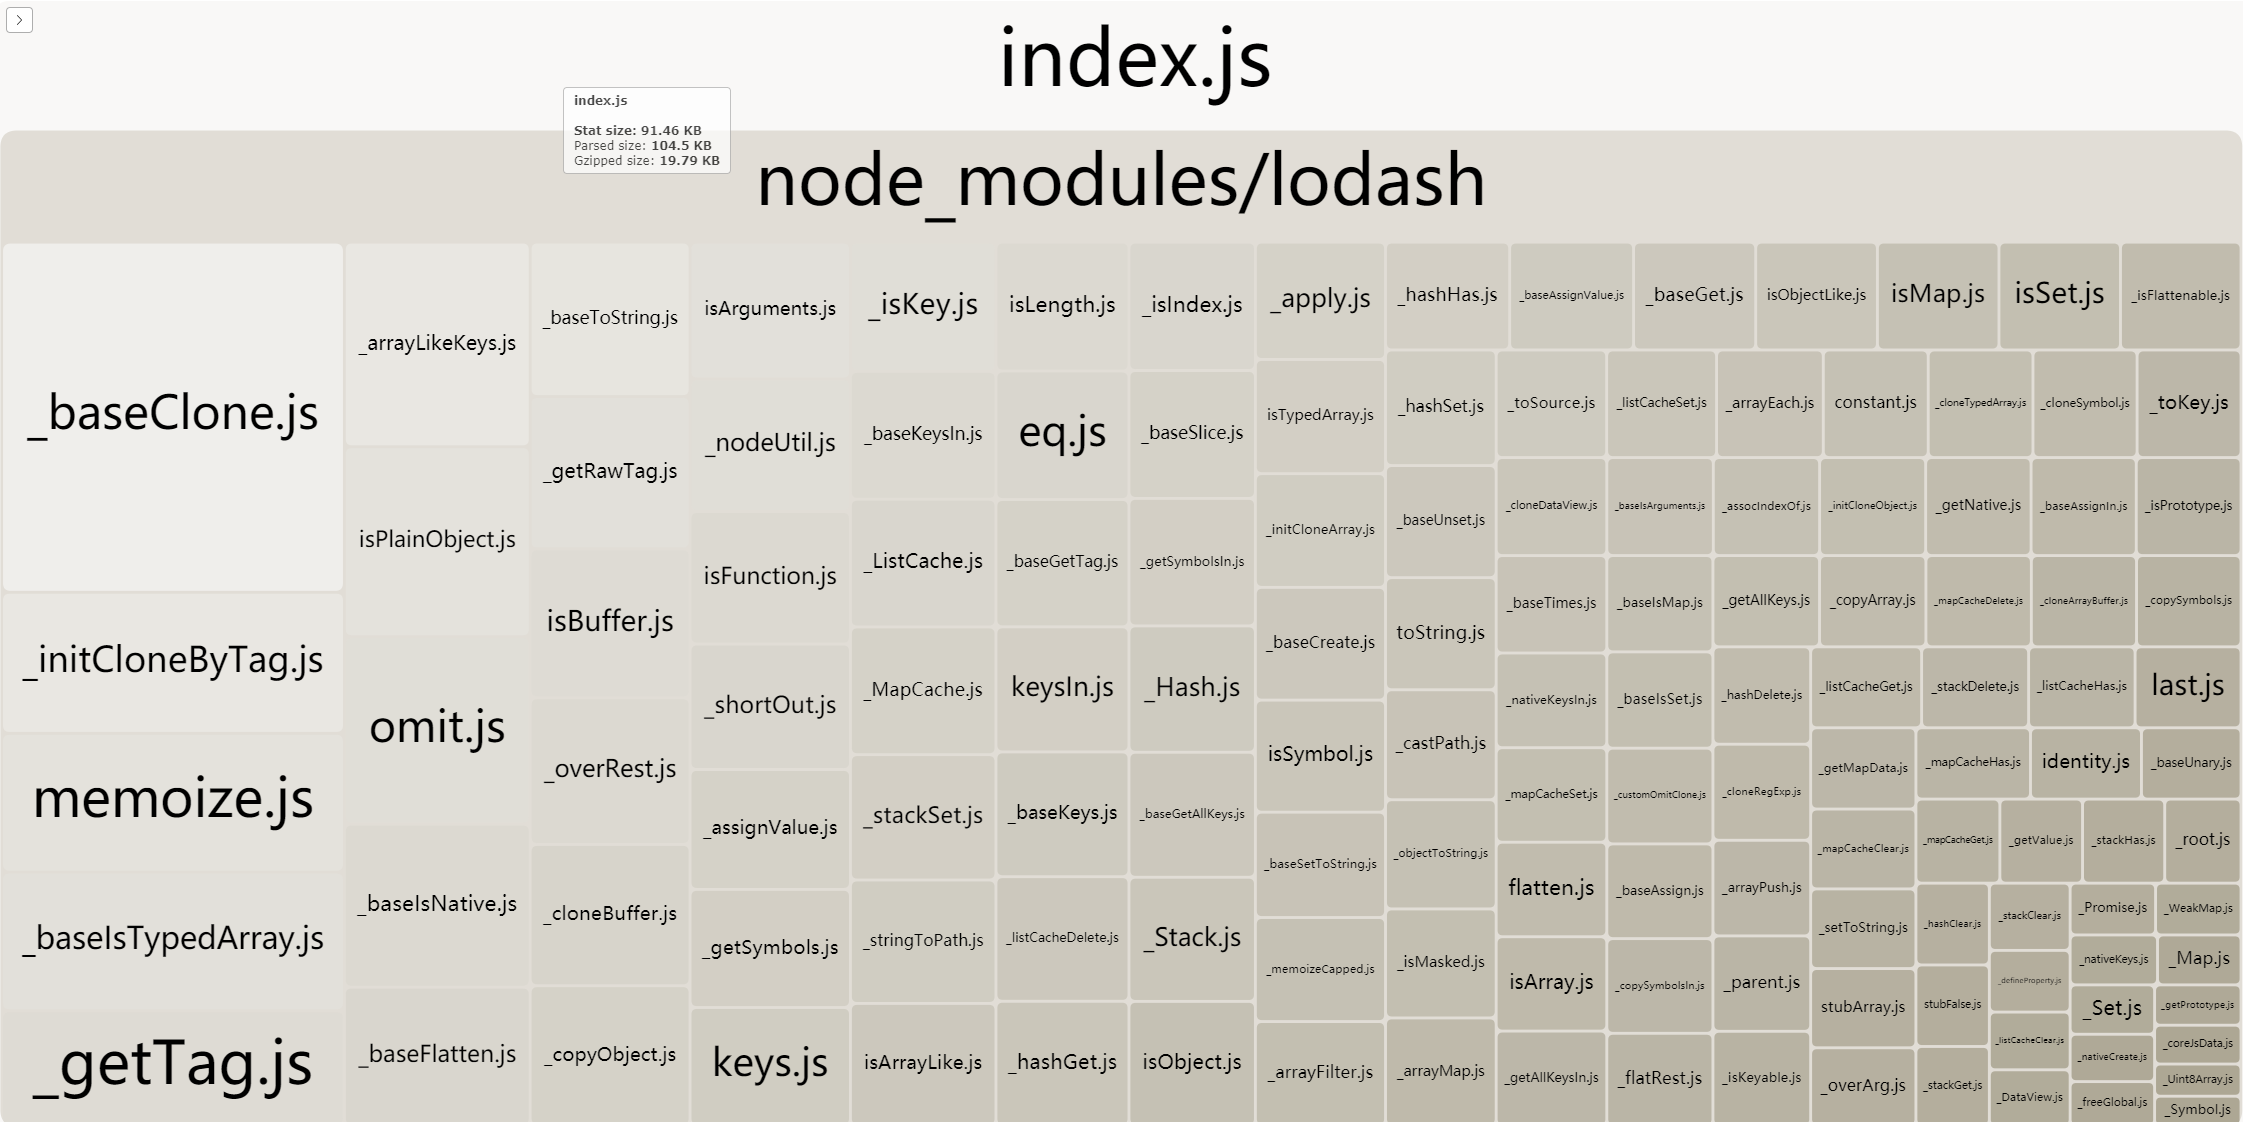 index.js
index.js
Stat size: 91.46 KB
Parsed size: 104.5 KB
Gzipped size: 19.79 KB
node_modules/lodash
_baseClone.js
_initCloneByTag.js
memoize.js
_baseIsTypedArray.js
_getTag.js
_arrayLikeKeys.js
isPlainObject.js
omit.js
_baseIsNative.js
_baseFlatten.js
_baseToString.js
_getRawTag.js
isBuffer.js
_overRest.js
_cloneBuffer.js
_copyObject.js
isArguments.js
_nodeUtil.js
isFunction.js
_shortOut.js
_assignValue.js
_getSymbols.js
keys.js
_isKey.js
_baseKeysIn.js
_ListCache.js
_MapCache.js
_stackSet.js
_stringToPath.js
isArrayLike.js
isLength.js
eq.js
_baseGetTag.js
keysIn.js
_baseKeys.js
_listCacheDelete.js
_hashGet.js
_isIndex.js
_baseSlice.js
_getSymbolsIn.js
_Hash.js
_baseGetAllKeys.js
_Stack.js
isObject.js
_apply.js
isTypedArray.js
_initCloneArray.js
_baseCreate.js
isSymbol.js
_baseSetToString.js
_memoizeCapped.js
_arrayFilter.js
_hashHas.js
_hashSet.js
_baseUnset.js
toString.js
_castPath.js
_objectToString.js
_isMasked.js
_arrayMap.js
_baseAssignValue.js
_baseGet.js
isObjectLike.js
isMap.js
isSet.js
_isFlattenable.js
_toSource.js
_listCacheSet.js
_arrayEach.js
constant.js
_cloneTypedArray.js
_cloneSymbol.js
_toKey.js
_cloneDataView.js
_baseIsArguments.js
_assocIndexOf.js
_initCloneObject.js
_getNative.js
_baseAssignIn.js
_isPrototype.js
_baseTimes.js
_baseIsMap.js
_getAllKeys.js
_copyArray.js
_mapCacheDelete.js
_cloneArrayBuffer.js
_copySymbols.js
_nativeKeysIn.js
_baseIsSet.js
_hashDelete.js
_listCacheGet.js
_stackDelete.js
_listCacheHas.js
last.js
_mapCacheSet.js
_customOmitClone.js
_cloneRegExp.js
_getMapData.js
_mapCacheHas.js
identity.js
_baseUnary.js
flatten.js
_baseAssign.js
_arrayPush.js
_mapCacheClear.js
_mapCacheGet.js
_getValue.js
_stackHas.js
_root.js
isArray.js
_copySymbolsIn.js
_parent.js
_setToString.js
_hashClear.js
_stackClear.js
_Promise.js
_WeakMap.js
_defineProperty.js
_nativeKeys.js
_Map.js
_getAllKeysIn.js
_flatRest.js
_isKeyable.js
stubArray.js
stubFalse.js
_listCacheClear.js
_Set.js
_getPrototype.js
_overArg.js
_stackGet.js
_DataView.js
_nativeCreate.js
_coreJsData.js
_freeGlobal.js
_Uint8Array.js
_Symbol.js